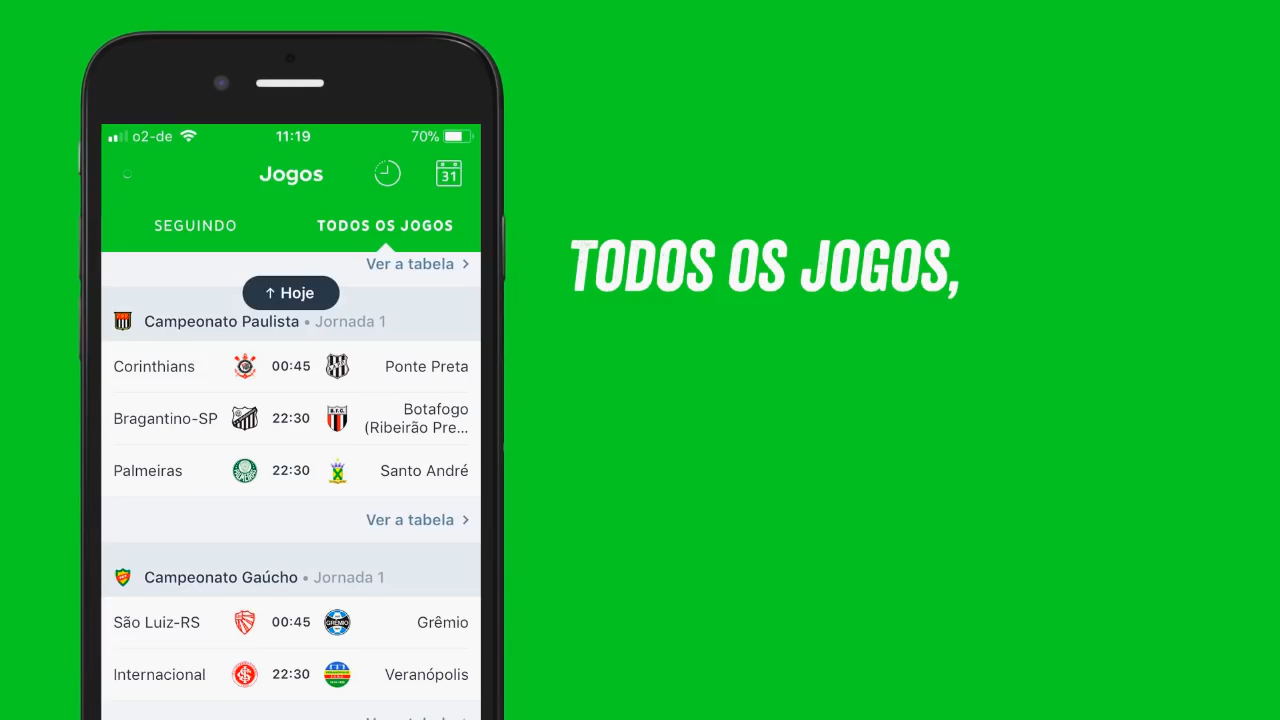 o2-de 11:19 70%
Jogos 31
SEGUINDO TODOS OS JOGOS
Ver a tabela
↑ Hoje
Campeonato Paulista • Jornada 1
Corinthians 00:45 Ponte Preta
Bragantino-SP 22:30 Botafogo
(Ribeirão Pre...
Palmeiras 22:30 Santo André
Ver a tabela
Campeonato Gaúcho • Jornada 1
São Luiz-RS 00:45 Grêmio
Internacional 22:30 Veranópolis
TODOS OS JOGOS,